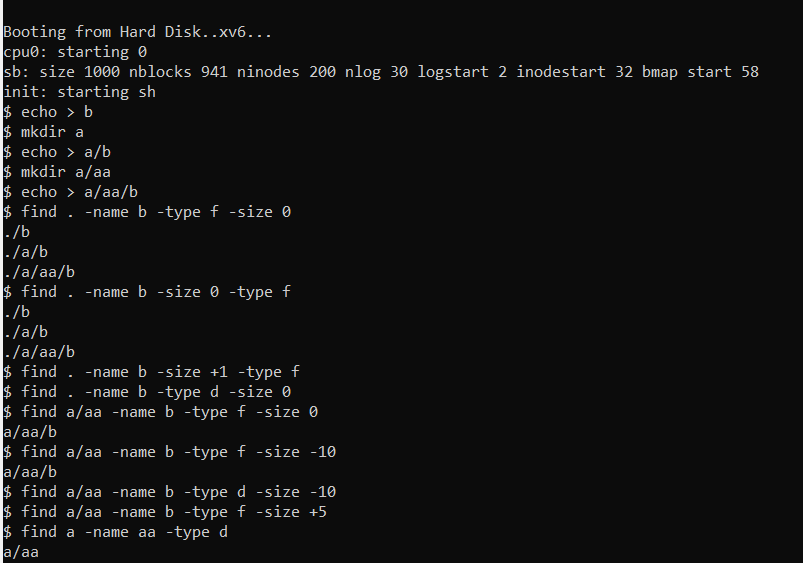 Booting from Hard Disk..xv6...
cpu0: starting 0
sb: size 1000 nblocks 941 ninodes 200 nlog 30 logstart 2 inodestart 32 bmap start 58
init: starting sh
$ echo > b
$ mkdir a
$ echo > a/b
$ mkdir a/aa
$ echo > a/aa/b
$ find . -name b -type f -size 0
./b
./a/b
./a/aa/b
$ find . -name b -size 0 -type f
./b
./a/b
./a/aa/b
$ find . -name b -size +1 -type f
$ find . -name b -type d -size 0
$ find a/aa -name b -type f -size 0
a/aa/b
$ find a/aa -name b -type f -size -10
a/aa/b
$ find a/aa -name b -type d -size -10
$ find a/aa -name b -type f -size +5
$ find a -name aa -type d
a/aa